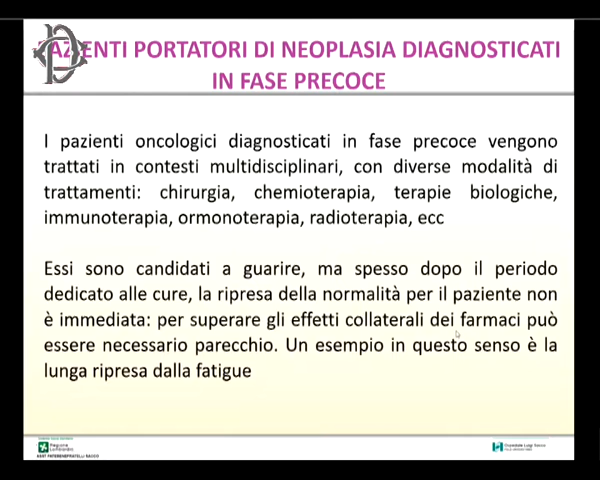 PAZIENTI PORTATORI DI NEOPLASIA DIAGNOSTICATI
IN FASE PRECOCE
I pazienti oncologici diagnosticati in fase precoce vengono
trattati in contesti multidisciplinari, con diverse modalità di
trattamenti: chirurgia, chemioterapia, terapie biologiche,
immunoterapia, ormonoterapia, radioterapia, ecc
Essi sono candidati a guarire, ma spesso dopo il periodo
dedicato alle cure, la ripresa della normalità per il paziente non
è immediata: per superare gli effetti collaterali dei farmaci può
essere necessario parecchio. Un esempio in questo senso è la
lunga ripresa dalla fatigue
Regione
Lombardia
ASST FATEBENEFRATELLI SACCO
Ospedale Luigi Sacco